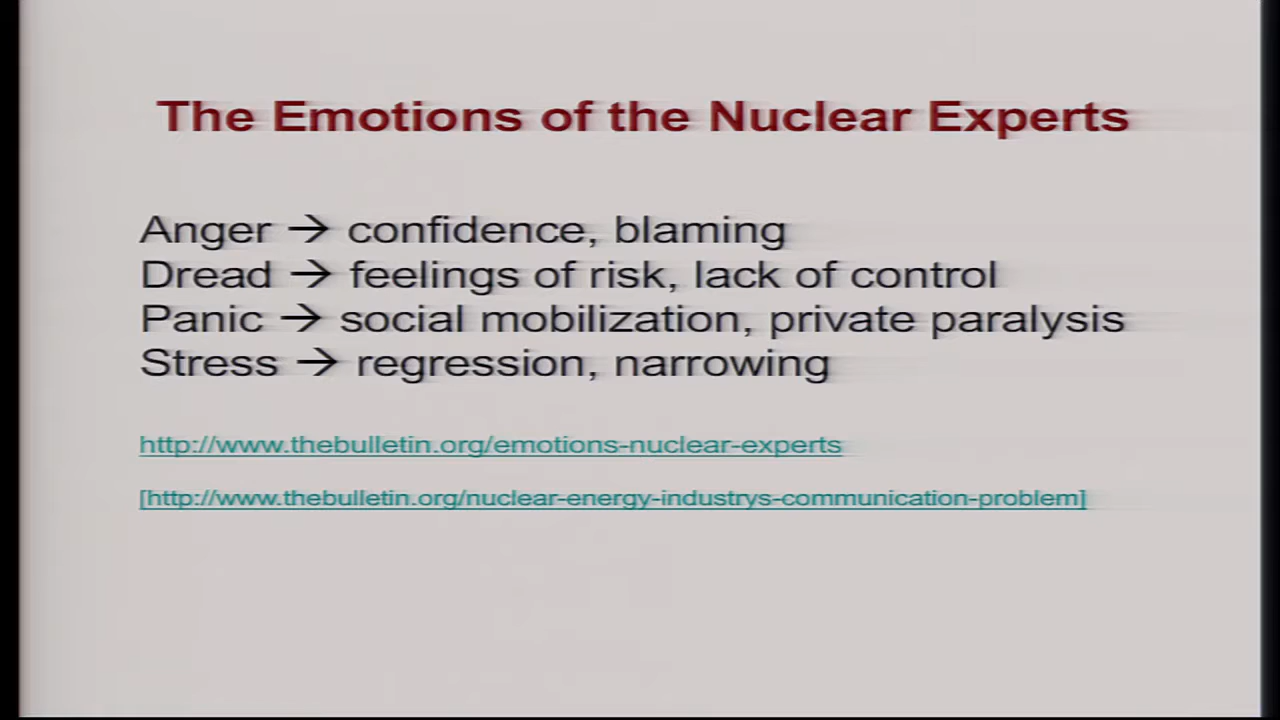 The Emotions of the Nuclear Experts
Anger → confidence, blaming
Dread → feelings of risk, lack of control
Panic → social mobilization, private paralysis
Stress → regression, narrowing
http://www.thebulletin.org/emotions-nuclear-experts
[http://www.thebulletin.org/nuclear-energy-industrys-communication-problem]